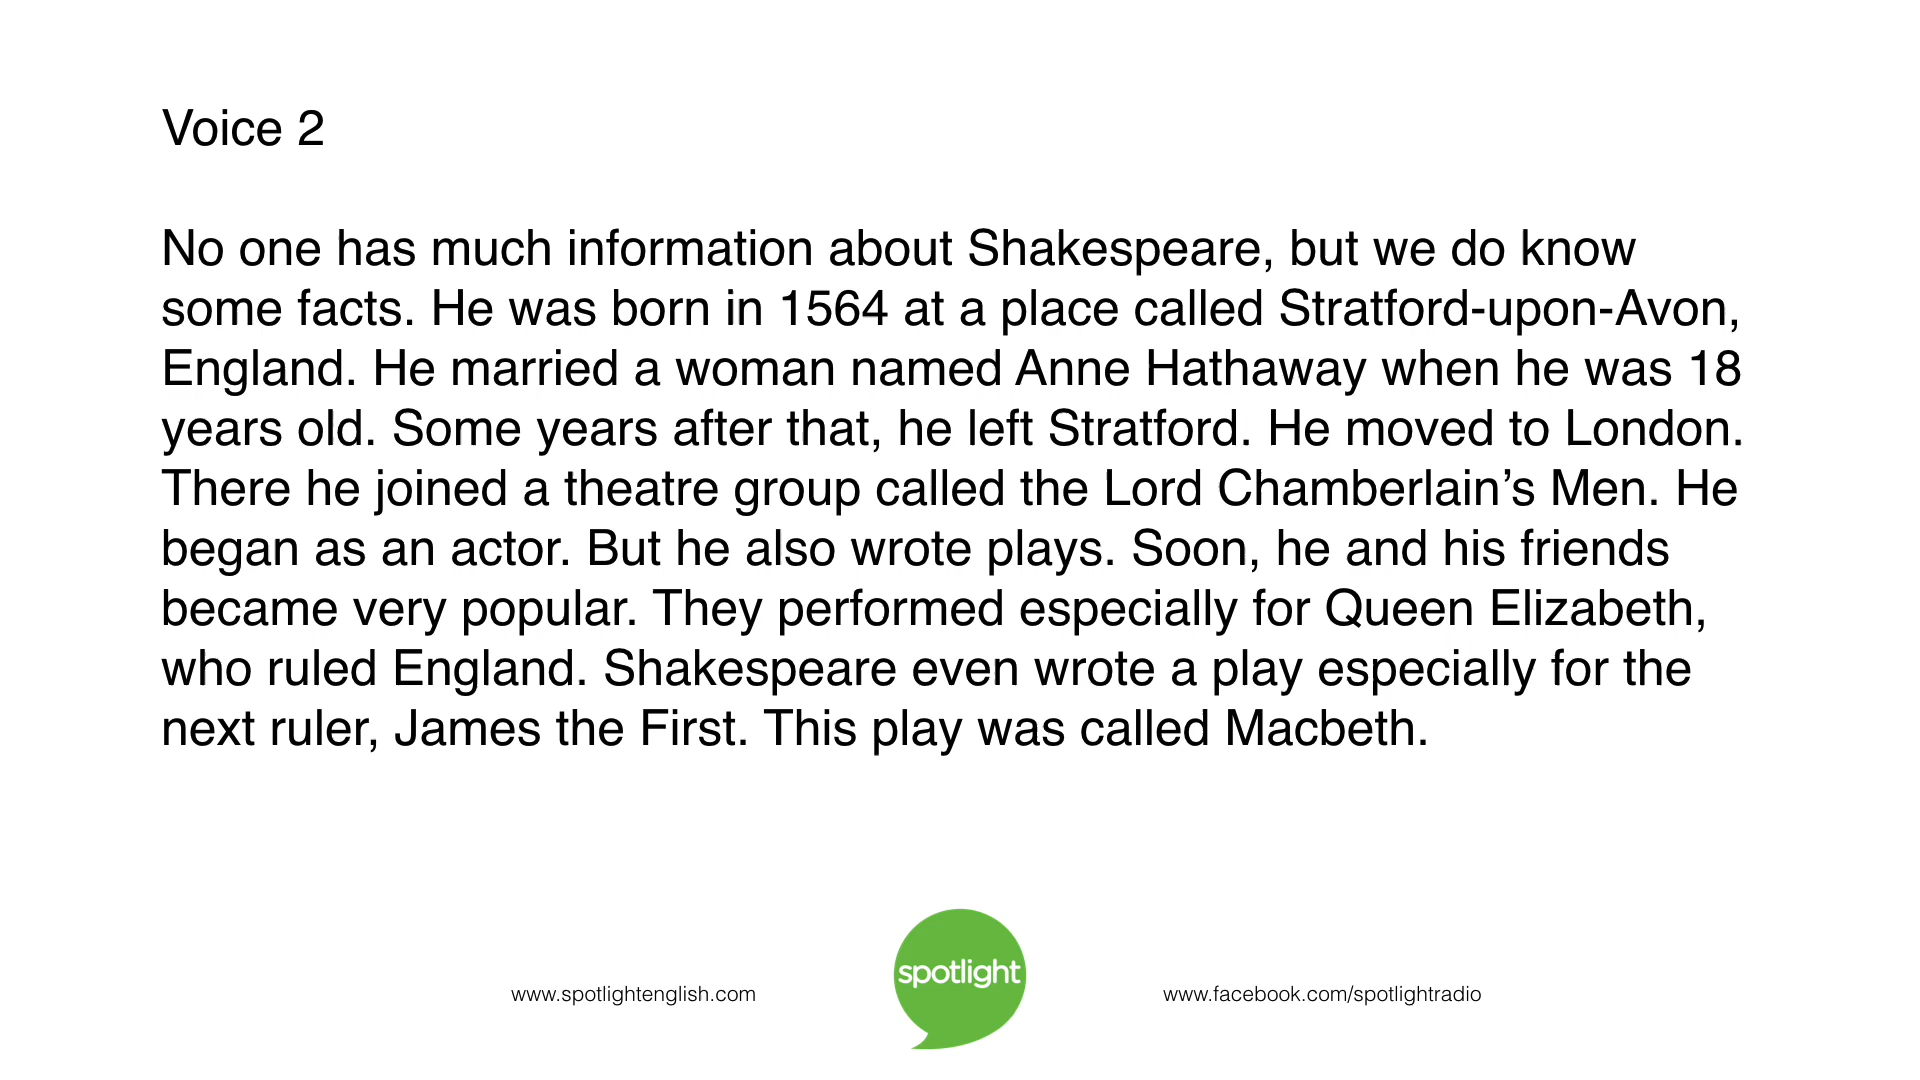 Voice 2
No one has much information about Shakespeare, but we do know
some facts. He was born in 1564 at a place called Stratford-upon-Avon,
England. He married a woman named Anne Hathaway when he was 18
years old. Some years after that, he left Stratford. He moved to London.
There he joined a theatre group called the Lord Chamberlain’s Men. He
began as an actor. But he also wrote plays. Soon, he and his friends
became very popular. They performed especially for Queen Elizabeth,
who ruled England. Shakespeare even wrote a play especially for the
next ruler, James the First. This play was called Macbeth.
www.spotlightenglish.com
spotlight
www.facebook.com/spotlightradio